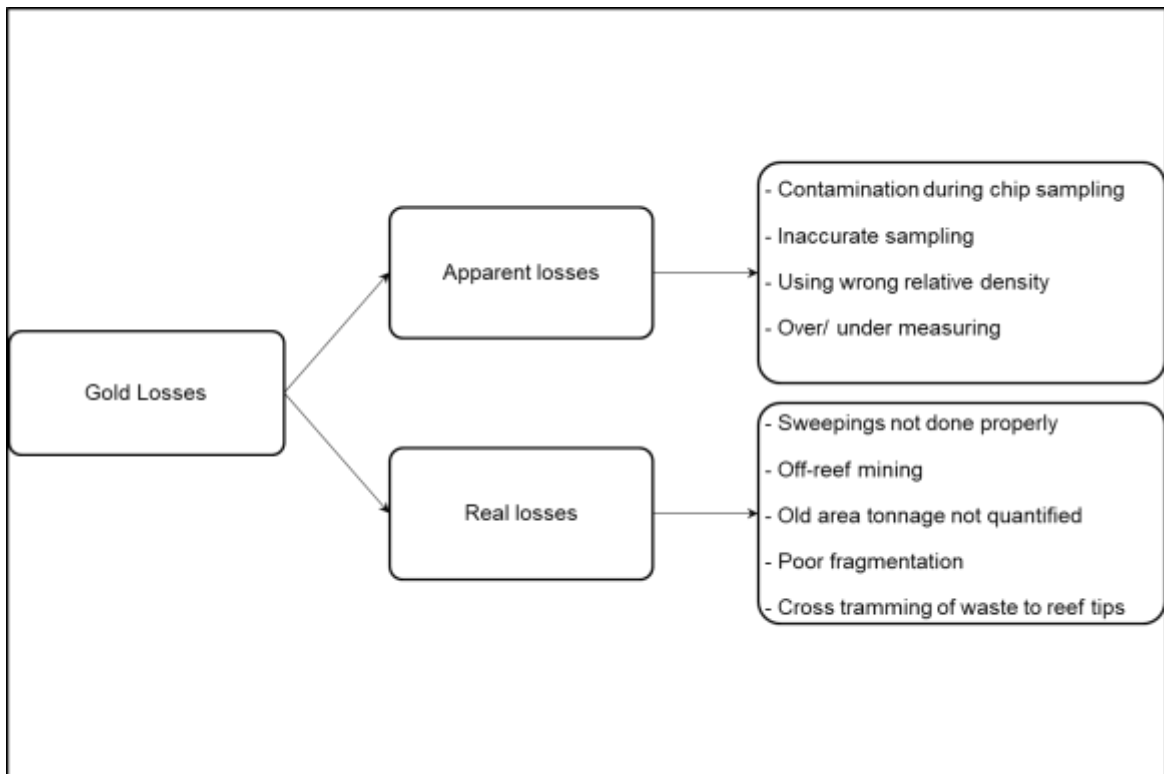 Gold Losses
Apparent losses
- Contamination during chip sampling
- Inaccurate sampling
- Using wrong relative density
- Over/ under measuring
Real losses
- Sweepings not done properly
- Off-reef mining
- Old area tonnage not quantified
- Poor fragmentation
- Cross tramming of waste to reef tips